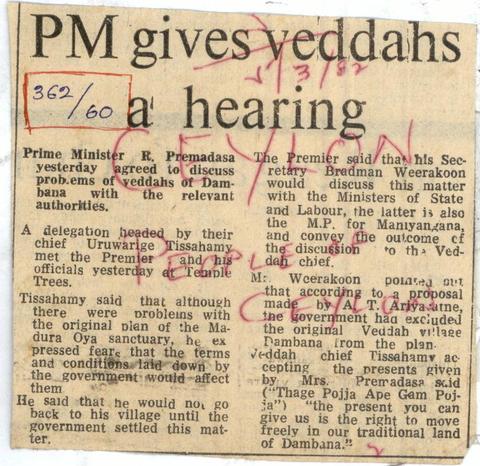 PM gives veddahs
5/3/82
362/60
a hearing
CEYLON
PEOPLE OF
CEYLON
Prime Minister R. Premadasa
yesterday agreed to discuss
problems of veddahs of Dam-
bana with the relevant
authorities.
A delegation headed by their
chief Uruwarige Tissahamy
met the Premier and his
officials yesterday at Temple
Trees.
Tissahamy said that although
there were problems with
the original plan of the Ma-
dura Oya sanctuary, he ex
pressed fears that the terms
and conditions laid down by
the government would affect
them.
He said that he would not go
back to his village until the
government settled this mat-
ter.
The Premier said that his Sec-
retary Bradman Weerakoon
would discuss this matter
with the Ministers of State
and Labour, the latter is also
the M.P. for Maniyangana,
and convey the outcome of
the discussion to the Ved-
dah chief.
Mr. Weerakoon pointed out
that according to a proposal
made by A. T. Ariyaratne,
the government had excluded
the original Veddah village
Dambana from the plan.
Veddah chief Tissahamy ac-
cepting the presents given
by Mrs. Premadasa said
("Thage Pojja Ape Gam Poj-
ja") "the present you can
give us is the right to move
freely in our traditional land
of Dambana."